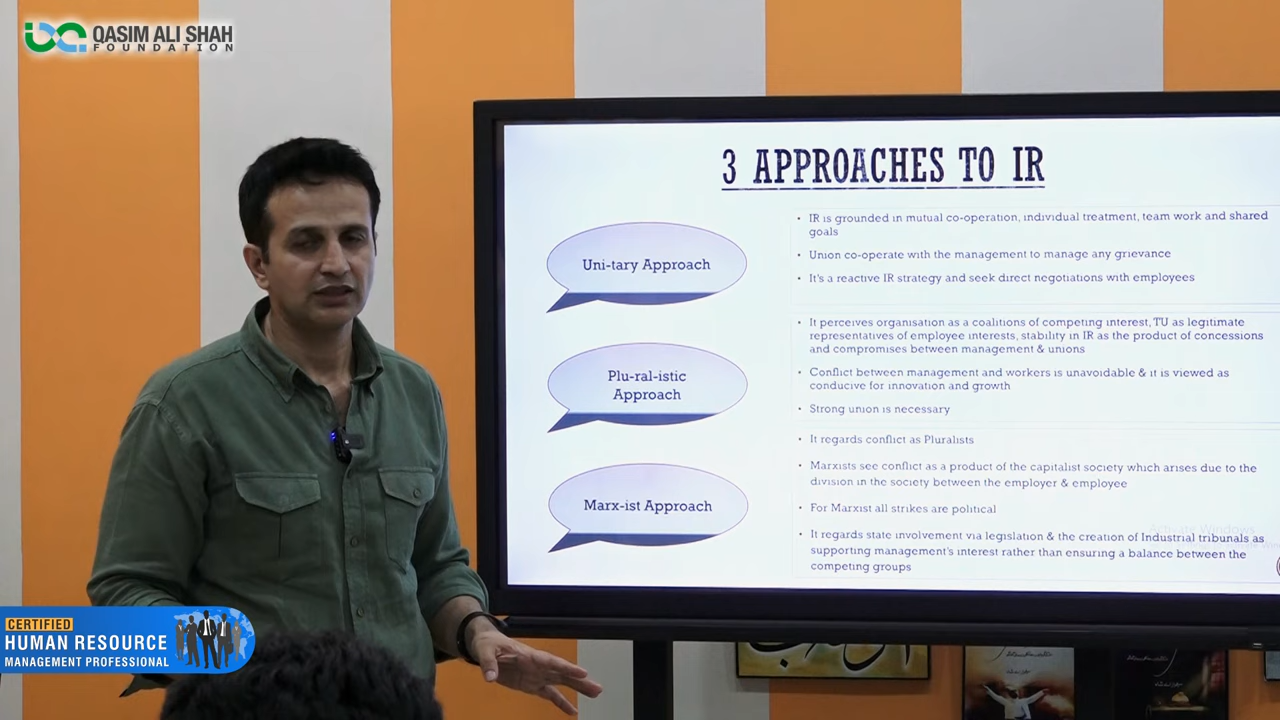 QASIM ALI SHAH
FOUNDATION
3 APPROACHES TO IR
Uni-tary Approach
• IR is grounded in mutual co-operation, individual treatment, team work and shared
goals
• Union co-operate with the management to manage any grievance
• It's a reactive IR strategy and seek direct negotiations with employees
Plu-ral-istic
Approach
• It perceives organisation as a coalitions of competing interest, TU as legitimate
representatives of employee interests, stability in IR as the product of concessions
and compromises between management & unions
• Conflict between management and workers is unavoidable & it is viewed as
conducive for innovation and growth
• Strong union is necessary
Marx-ist Approach
• It regards conflict as Pluralists
• Marxists see conflict as a product of the capitalist society which arises due to the
division in the society between the employer & employee
• For Marxist all strikes are political
• It regards state involvement via legislation & the creation of Industrial tribunals as
supporting management's interest rather than ensuring a balance between the
competing groups
Activate Windows
CERTIFIED
HUMAN RESOURCE
MANAGEMENT PROFESSIONAL